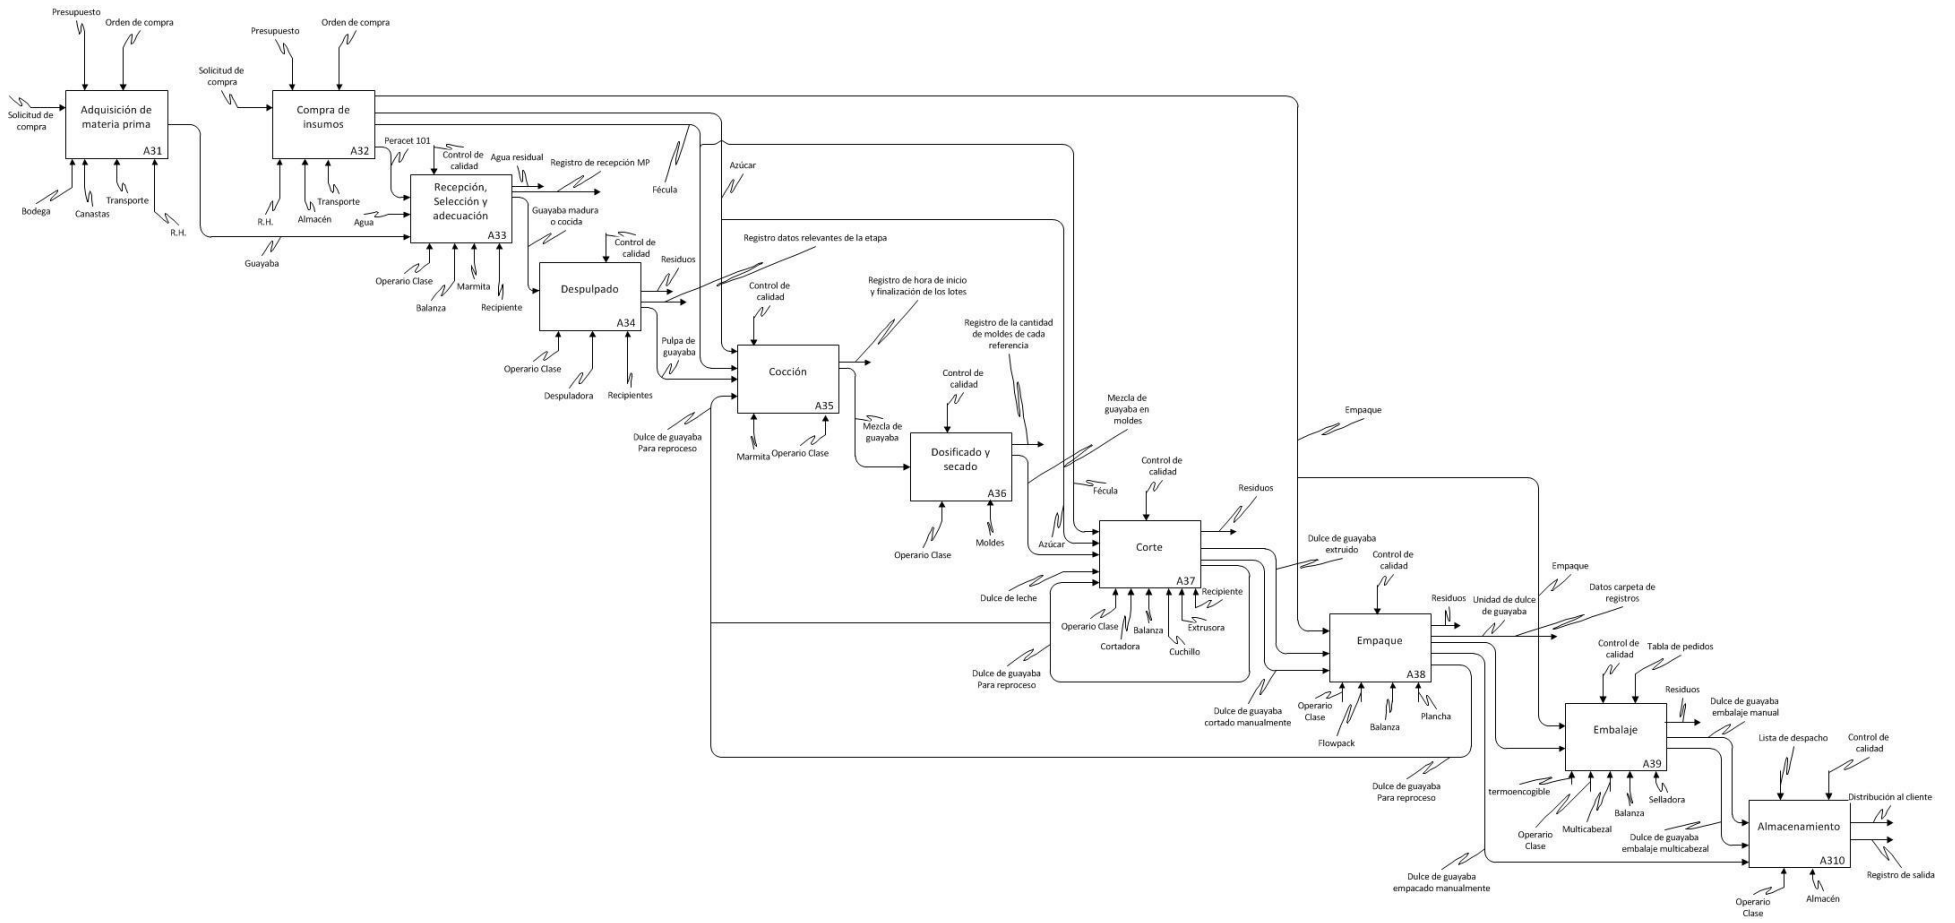 Presupuesto
Orden de compra
Solicitud de
compra
Adquisición de
materia prima
A31
Bodega
Canastas
Transporte
R.H.
Guayaba
Presupuesto
Orden de compra
Solicitud de
compra
Compra de
insumos
A32
R.H.
Almacén
Transporte
Peracet 101
Fécula
Azúcar
Control de
calidad
Recepción,
Selección y
adecuación
A33
Agua
Agua residual
Registro de recepción MP
Guayaba madura
o cocida
Operario Clase
Balanza
Marmita
Recipiente
Control de
calidad
Despulpado
A34
Residuos
Registro datos relevantes de la etapa
Pulpa de
guayaba
Operario Clase
Despuladora
Recipientes
Control de
calidad
Cocción
A35
Registro de hora de inicio
y finalización de los lotes
Dulce de guayaba
Para reproceso
Marmita
Operario Clase
Mezcla de
guayaba
Control de
calidad
Dosificado y
secado
A36
Registro de la cantidad
de moldes de cada
referencia
Mezcla de
guayaba en
moldes
Operario Clase
Moldes
Azúcar
Fécula
Control de
calidad
Corte
A37
Residuos
Dulce de leche
Dulce de guayaba
Para reproceso
Operario Clase
Cortadora
Balanza
Cuchillo
Extrusora
Recipiente
Dulce de guayaba
extruido
Dulce de guayaba
cortado manualmente
Empaque
Control de
calidad
Empaque
A38
Residuos
Unidad de dulce
de guayaba
Datos carpeta de
registros
Operario
Clase
Flowpack
Balanza
Plancha
Dulce de guayaba
Para reproceso
Dulce de guayaba
empacado manualmente
Empaque
Control de
calidad
Tabla de pedidos
Embalaje
A39
Residuos
Dulce de guayaba
embalaje manual
termoencogible
Operario
Clase
Multicabezal
Balanza
Selladora
Dulce de guayaba
embalaje multicabezal
Lista de despacho
Control de
calidad
Almacenamiento
A310
Distribución al cliente
Registro de salida
Operario
Clase
Almacén